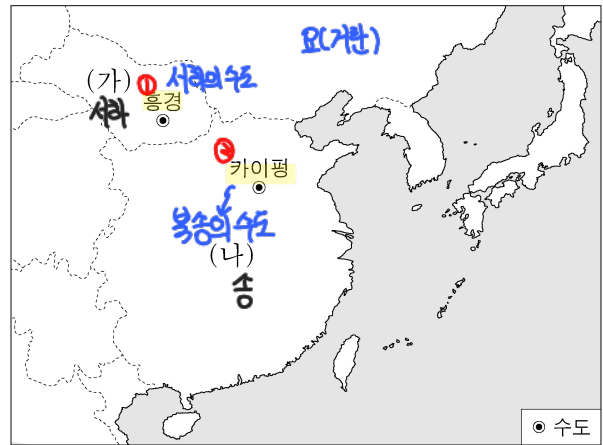 요(거란)
(가) ① 서하의 수도
서하 흥경
②
카이펑
북송의 수도
(나)
송
수도